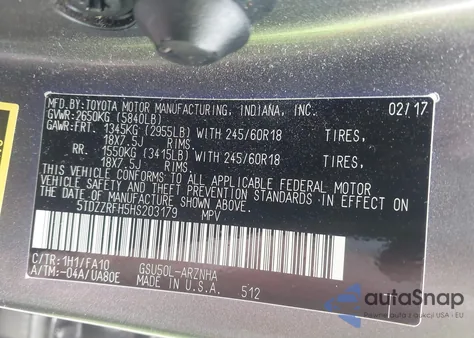 MFD.BY:TOYOTA MOTOR MANUFACTURING, INDIANA, INC. 02/17
GVWR:2650KG (5840LB)
GAWR:FRT. 1345KG (2955LB) WITH 245/60R18 TIRES,
18X7.5J RIMS.
RR. 1550KG (3415LB) WITH 245/60R18 TIRES,
18X7.5J RIMS.
THIS VEHICLE CONFORMS TO ALL APPLICABLE FEDERAL MOTOR
VEHICLE SAFETY AND THEFT PREVENTION STANDARDS IN EFFECT
ON THE DATE OF MANUFACTURE SHOWN ABOVE.
5TDZZRFH5HS203179 MPV
C/TR:1H1/FA10 GSU50L-ARZNHA
A/TM:-04A/UA80E MADE IN U.S.A. 512
autoSnap